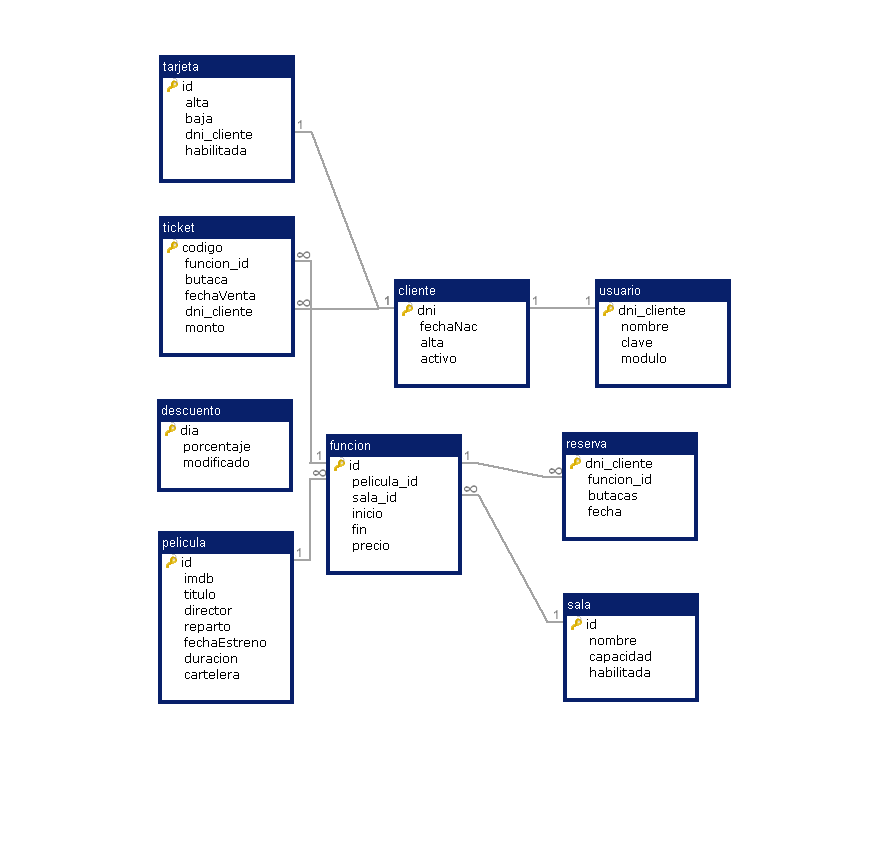 tarjeta
id
alta
baja
dni_cliente
habilitada
1
ticket
codigo
funcion_id
butaca
fechaVenta
dni_cliente
monto
∞
∞
cliente
dni
fechaNac
alta
activo
1
1
usuario
dni_cliente
nombre
clave
modulo
1
descuento
dia
porcentaje
modificado
funcion
id
pelicula_id
sala_id
inicio
fin
precio
1
∞
1
∞
reserva
dni_cliente
funcion_id
butacas
fecha
∞
pelicula
id
imdb
titulo
director
reparto
fechaEstreno
duracion
cartelera
1
sala
id
nombre
capacidad
habilitada
1